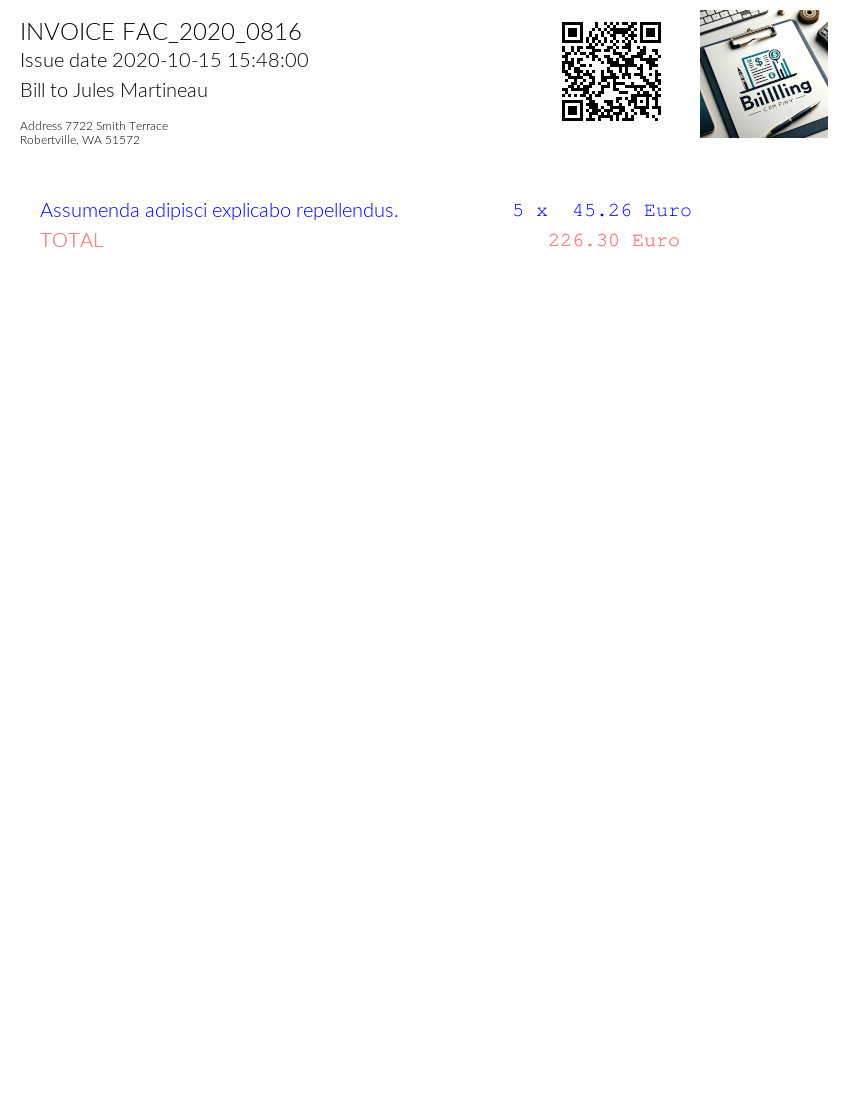 INVOICE FAC_2020_0816
Issue date 2020-10-15 15:48:00
Bill to Jules Martineau
Address 7722 Smith Terrace
Robertville, WA 51572
Biillling
COMPANY
Assumenda adipisci explicabo repellendus. 5 x 45.26 Euro
TOTAL 226.30 Euro